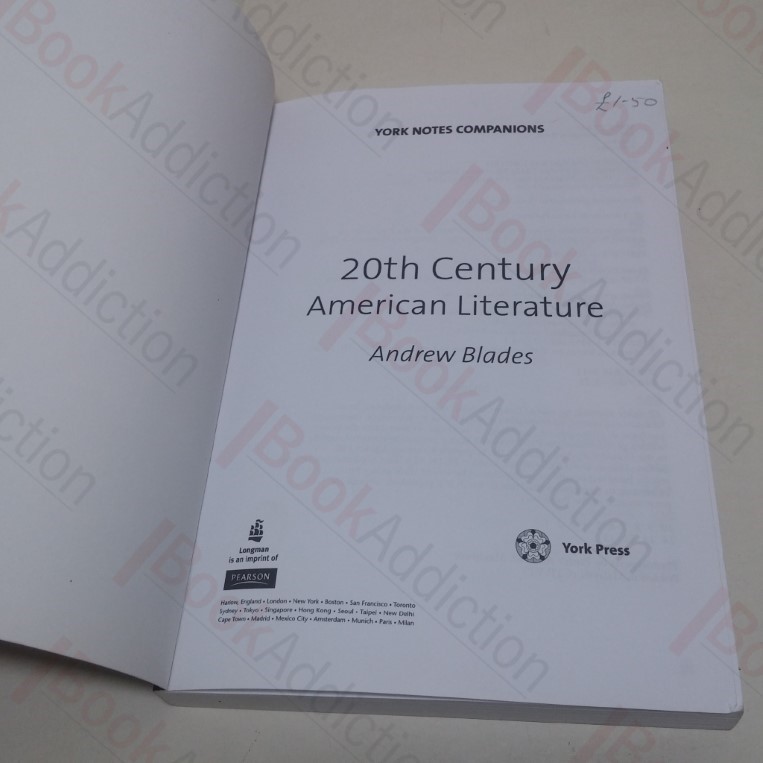 £1-50
YORK NOTES COMPANIONS
20th Century
American Literature
Andrew Blades
Longman
is an imprint of
PEARSON
York Press
Harlow, England • London • New York • Boston • San Francisco • Toronto
Sydney • Tokyo • Singapore • Hong Kong • Seoul • Taipei • New Delhi
Cape Town • Madrid • Mexico City • Amsterdam • Munich • Paris • Milan
BookAddiction